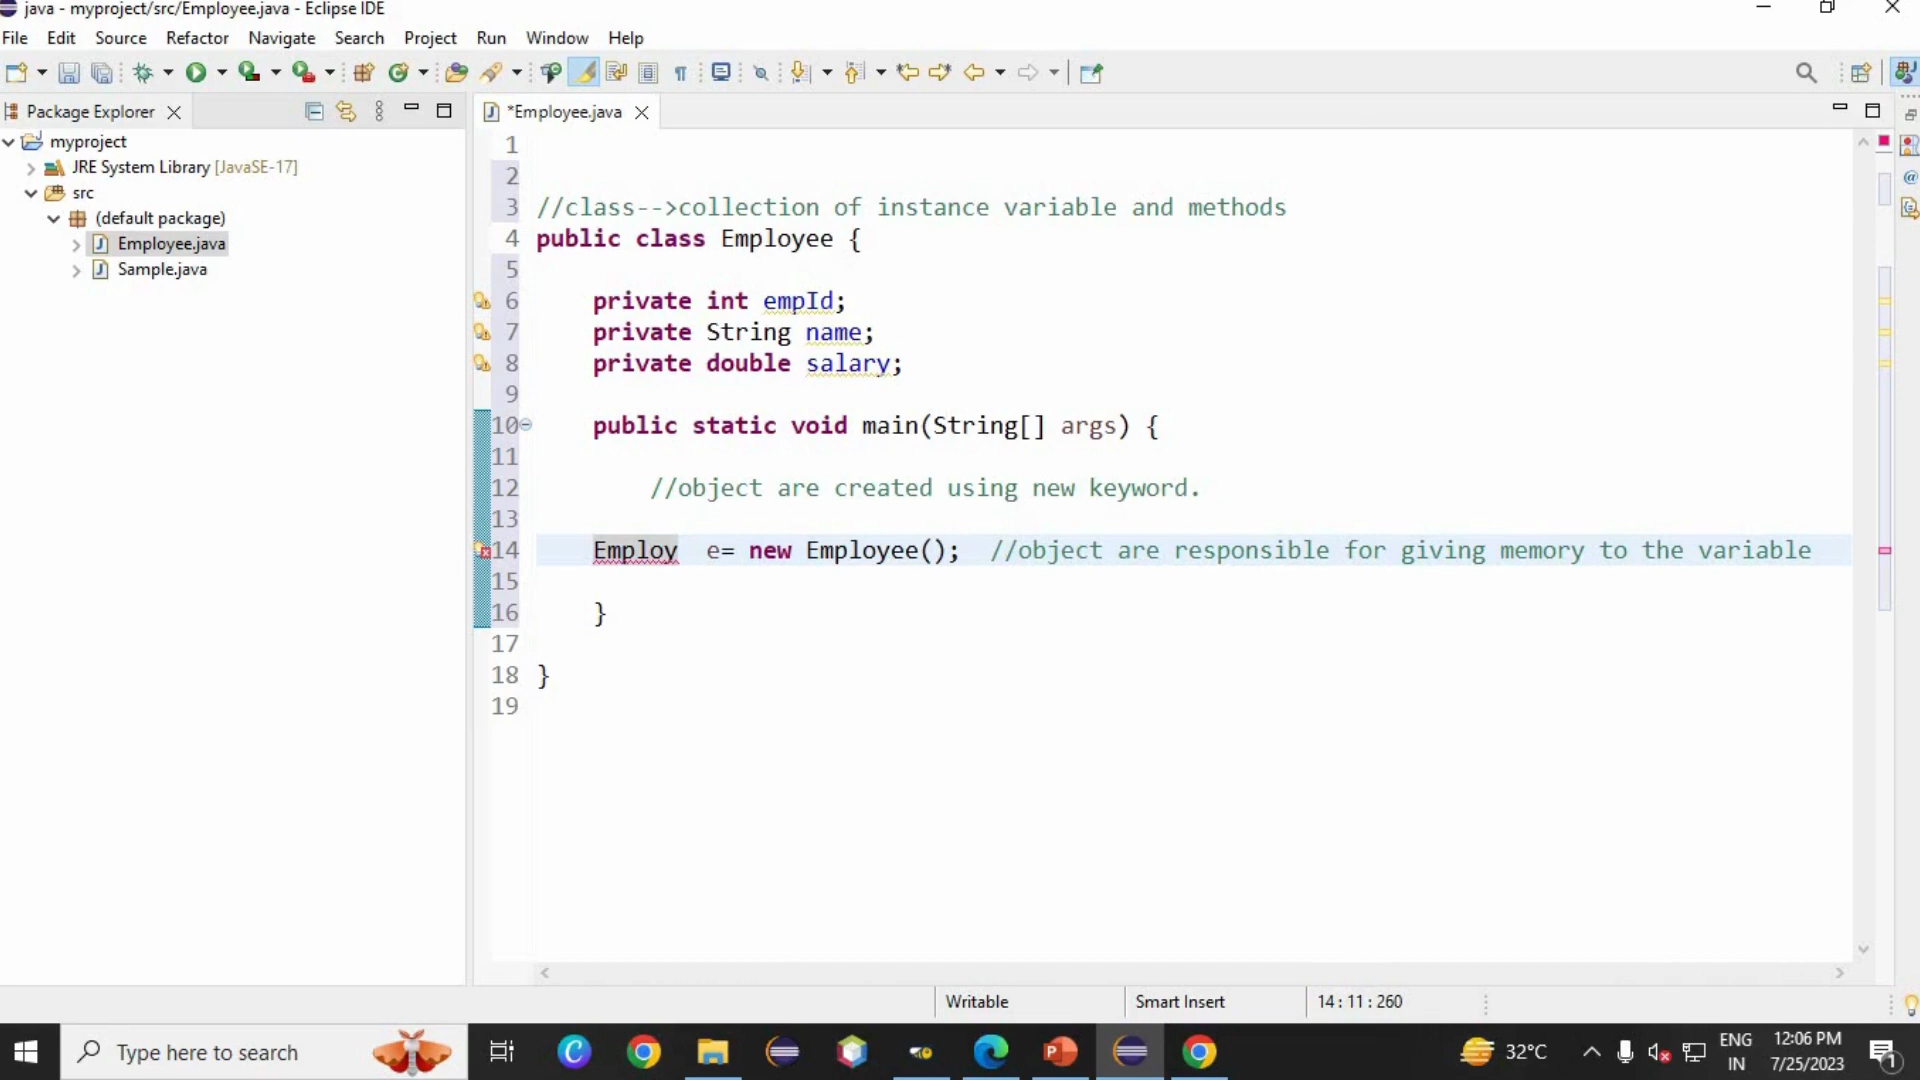 java - myproject/src/Employee.java - Eclipse IDE
File Edit Source Refactor Navigate Search Project Run Window Help
Package Explorer
*Employee.java
myproject
JRE System Library [JavaSE-17]
src
(default package)
Employee.java
Sample.java
1
2
3 //class-->collection of instance variable and methods
4 public class Employee {
5
6 private int empId;
7 private String name;
8 private double salary;
9
10 public static void main(String[] args) {
11
12 //object are created using new keyword.
13
14 Employ e= new Employee(); //object are responsible for giving memory to the variable
15
16 }
17
18 }
19
Writable Smart Insert 14 : 11 : 260
Type here to search
32°C
ENG
IN
12:06 PM
7/25/2023
1